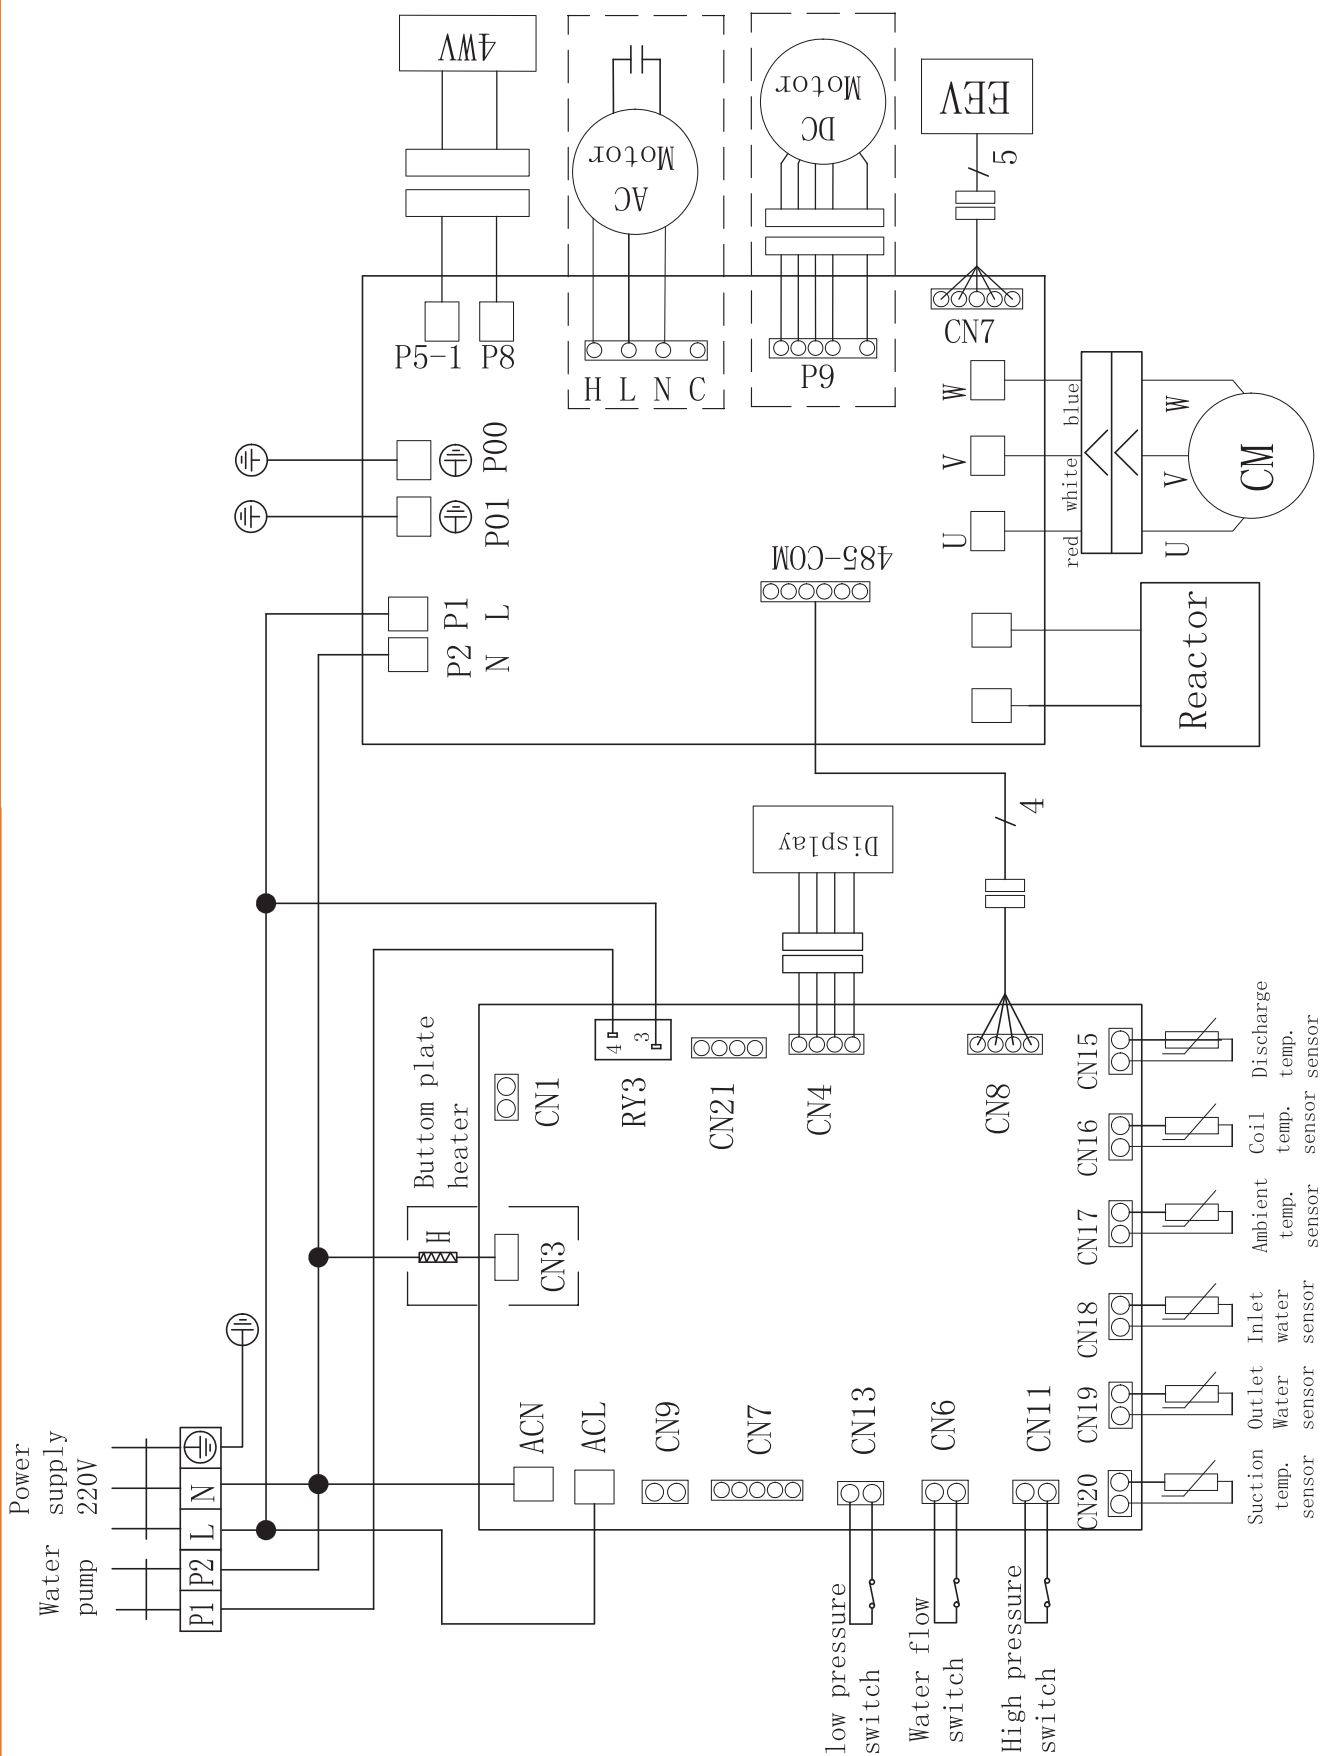 4WV
AC
Motor
DC
Motor
EEV
5
P5-1
P8
H L N C
P9
CN7
P00
P01
P1
L
P2
N
485-COM
W
V
U
blue
white
red
W
V
U
CM
Reactor
4
Display
Buttom plate
heater
H
CN3
CN1
4
3
RY3
CN21
CN4
CN8
ACN
ACL
CN9
CN7
CN13
CN6
CN11
CN15
CN16
CN17
CN18
CN19
CN20
Discharge
temp.
sensor
Coil
temp.
sensor
Ambient
temp.
sensor
Inlet
water
sensor
Outlet
Water
sensor
Suction
temp.
sensor
Power
supply
220V
Water
pump
N
L
P2
P1
low pressure
switch
Water flow
switch
High pressure
switch